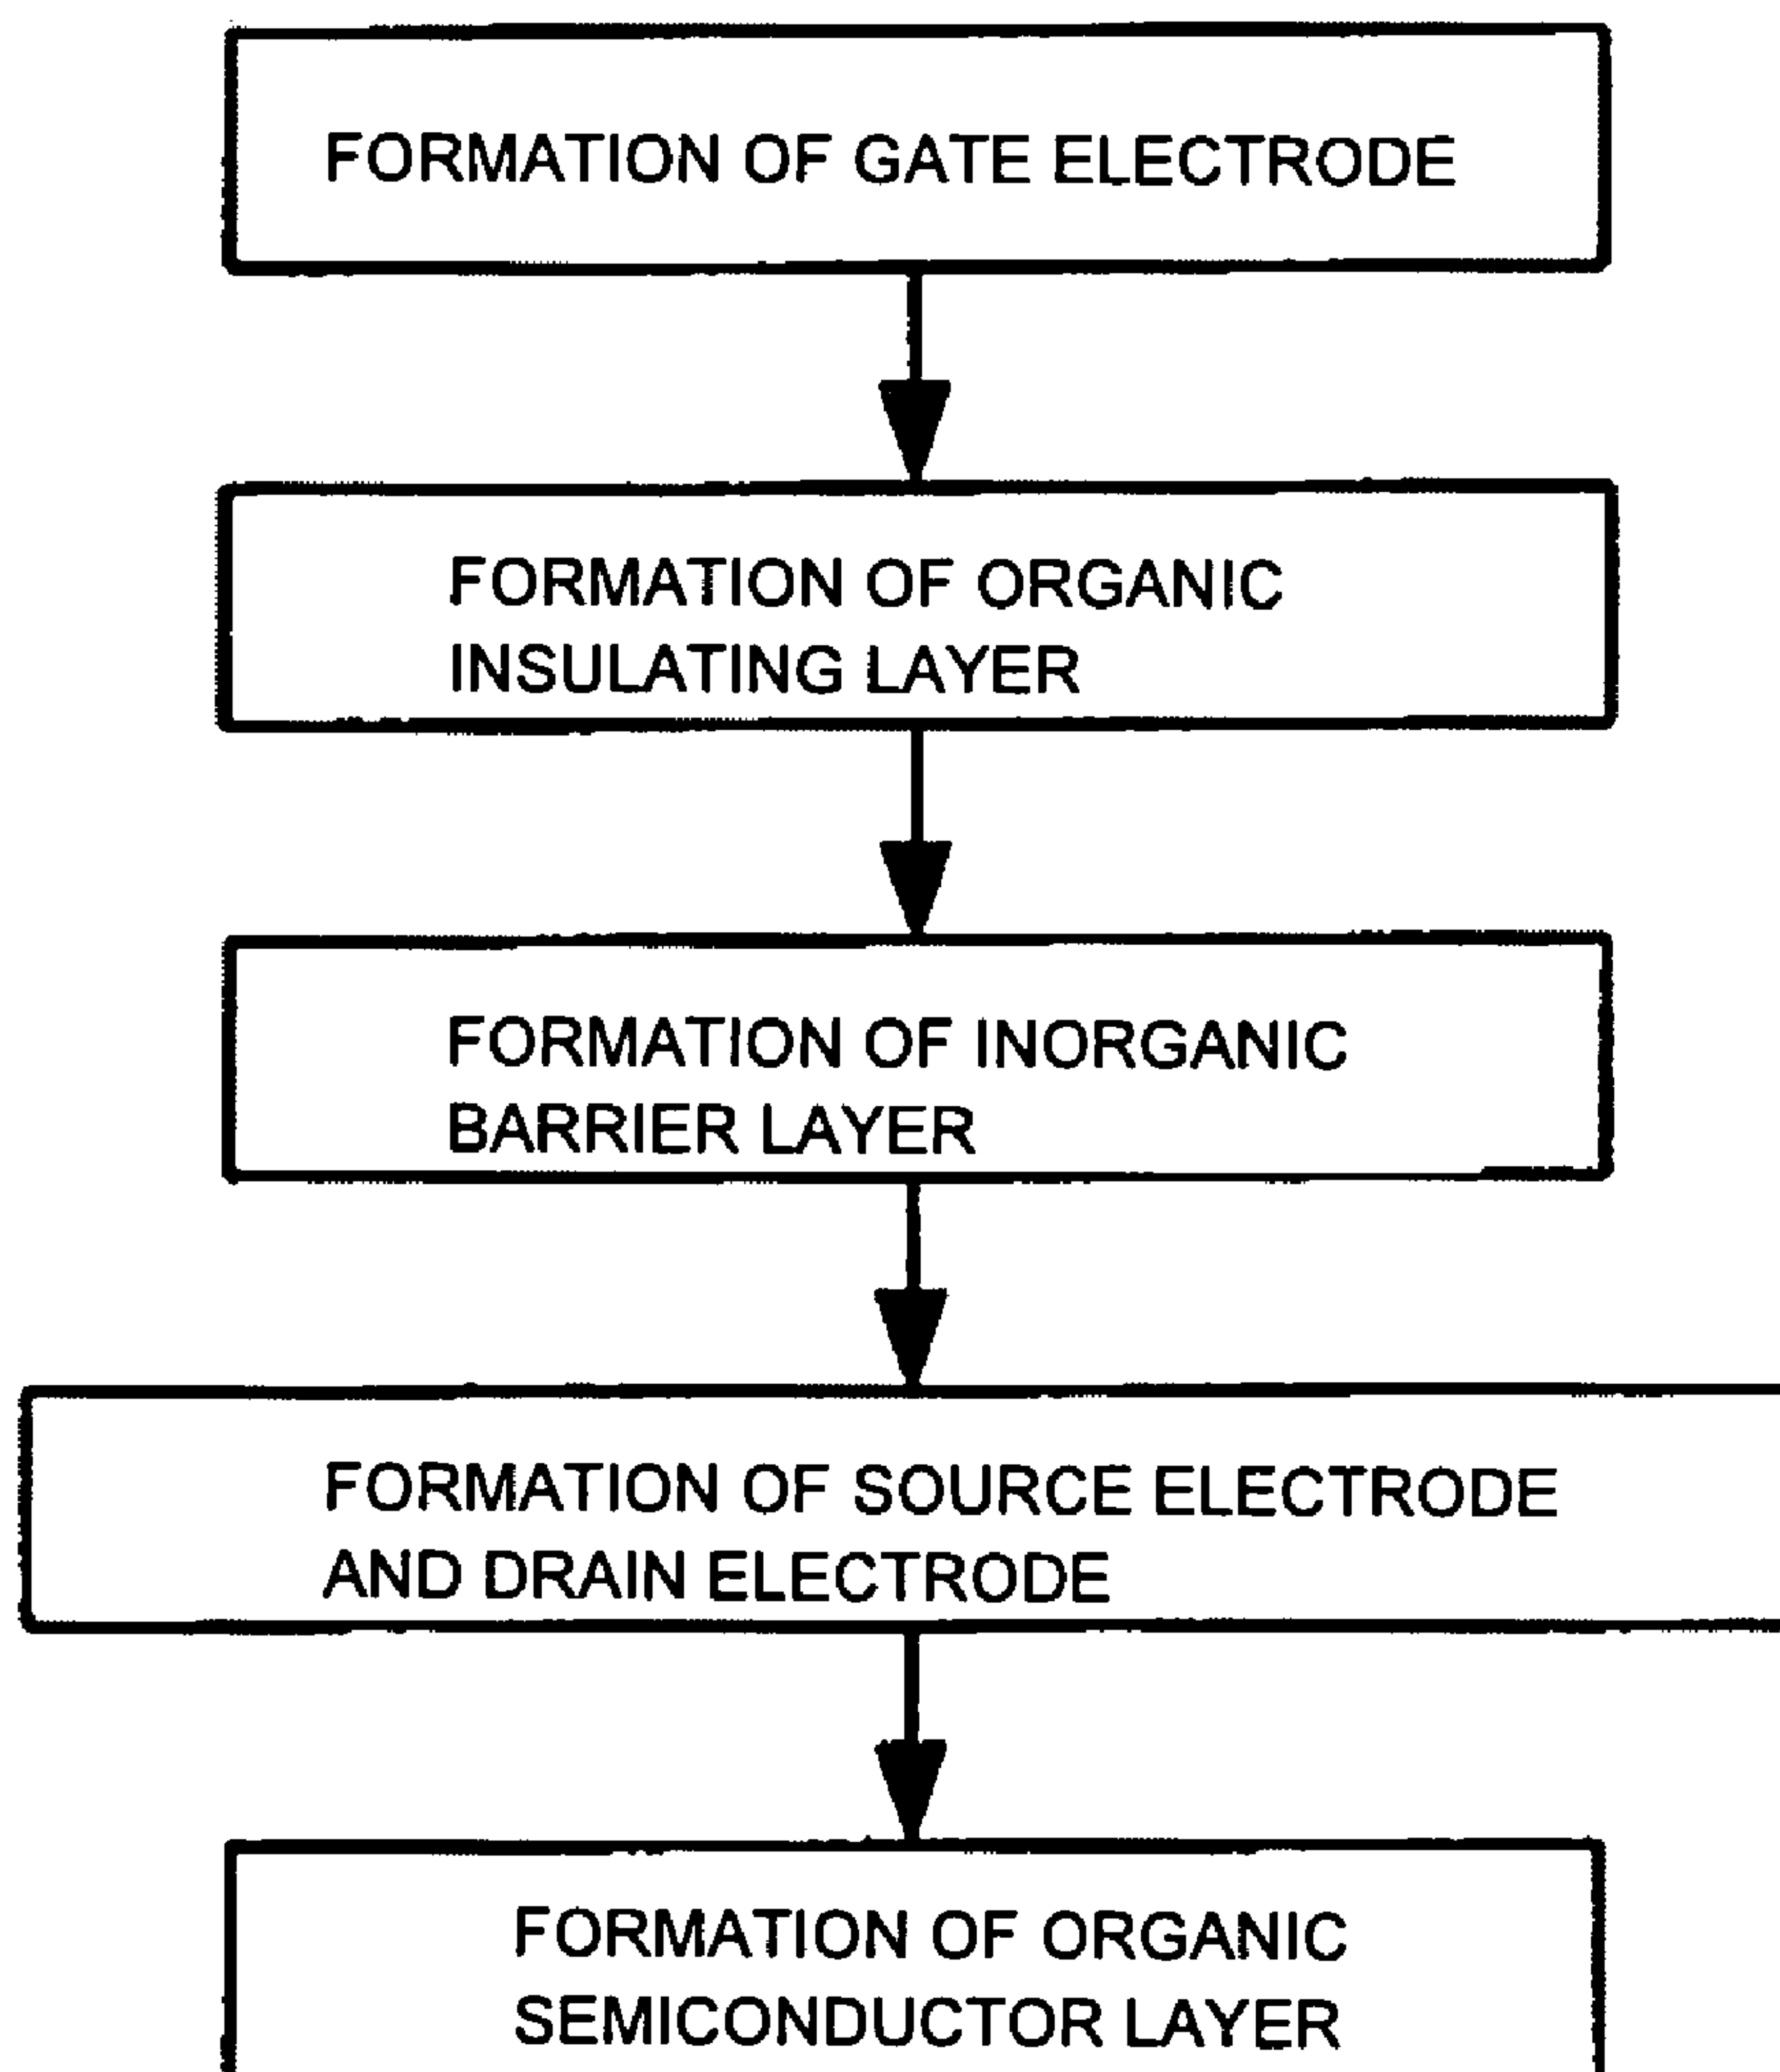 FORMATION OF GATE ELECTRODE
FORMATION OF ORGANIC
INSULATING LAYER
FORMATION OF INORGANIC
BARRIER LAYER
FORMATION OF SOURCE ELECTRODE
AND DRAIN ELECTRODE
FORMATION OF ORGANIC
SEMICONDUCTOR LAYER